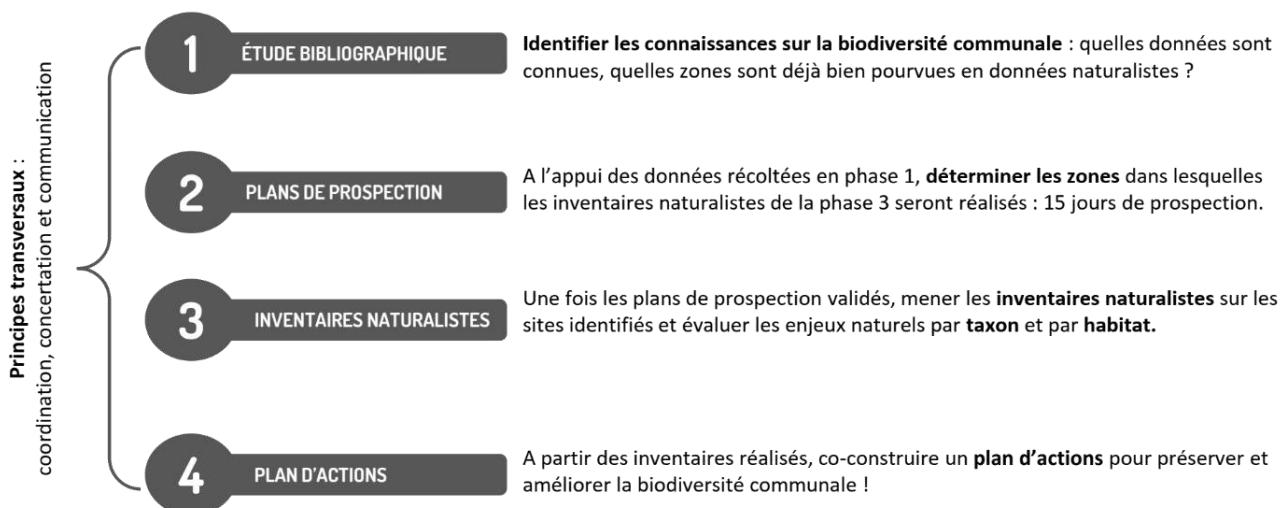 Principes transversaux :
coordination, concertation et communication
1
ÉTUDE BIBLIOGRAPHIQUE
Identifier les connaissances sur la biodiversité communale : quelles données sont
connues, quelles zones sont déjà bien pourvues en données naturalistes ?
2
PLANS DE PROSPECTION
A l’appui des données récoltées en phase 1, déterminer les zones dans lesquelles
les inventaires naturalistes de la phase 3 seront réalisés : 15 jours de prospection.
3
INVENTAIRES NATURALISTES
Une fois les plans de prospection validés, mener les inventaires naturalistes sur les
sites identifiés et évaluer les enjeux naturels par taxon et par habitat.
4
PLAN D’ACTIONS
A partir des inventaires réalisés, co-construire un plan d’actions pour préserver et
améliorer la biodiversité communale !